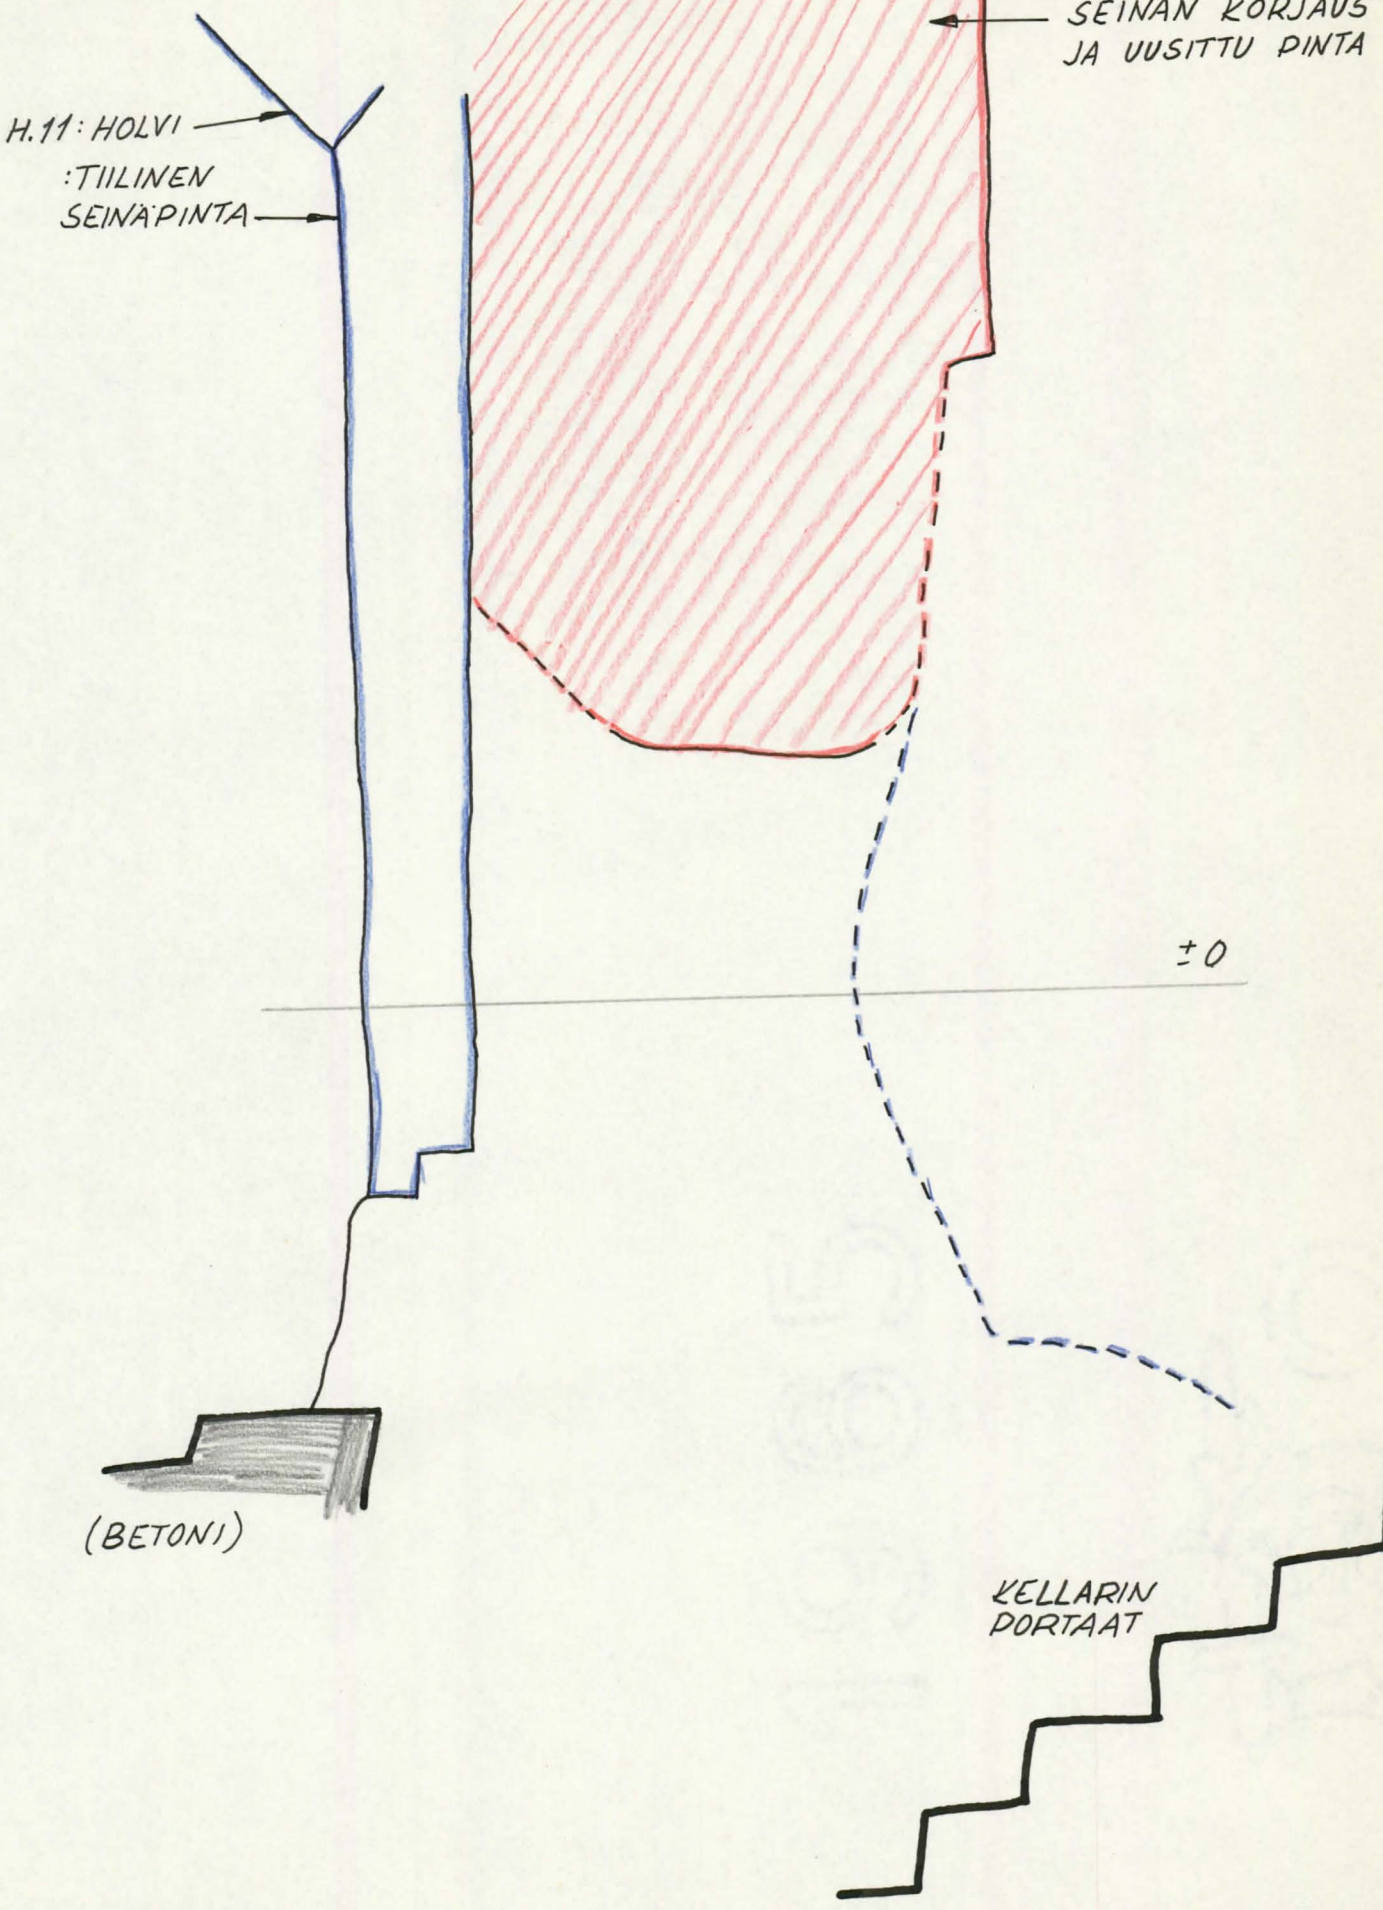 SEINÄN KORJAUS
JA UUSITTU PINTA
H.11: HOLVI
:TIILINEN
SEINÄPINTA
±0
(BETONI)
KELLARIN
PORTAAT